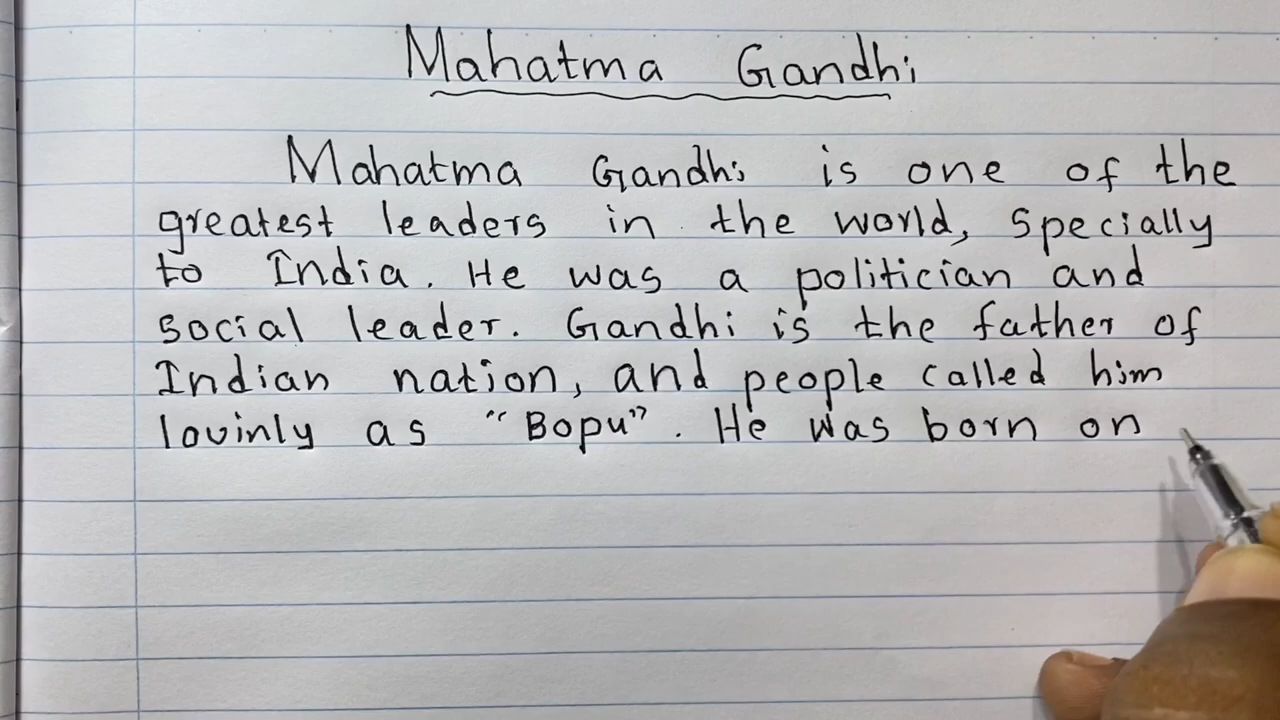 Mahatma Gandhi
Mahatma Gandhi is one of the
greatest leaders in the world, specially
to India. He was a politician and
social leader. Gandhi is the father of
Indian nation, and people called him
lovinly as "Bopu". He was born on